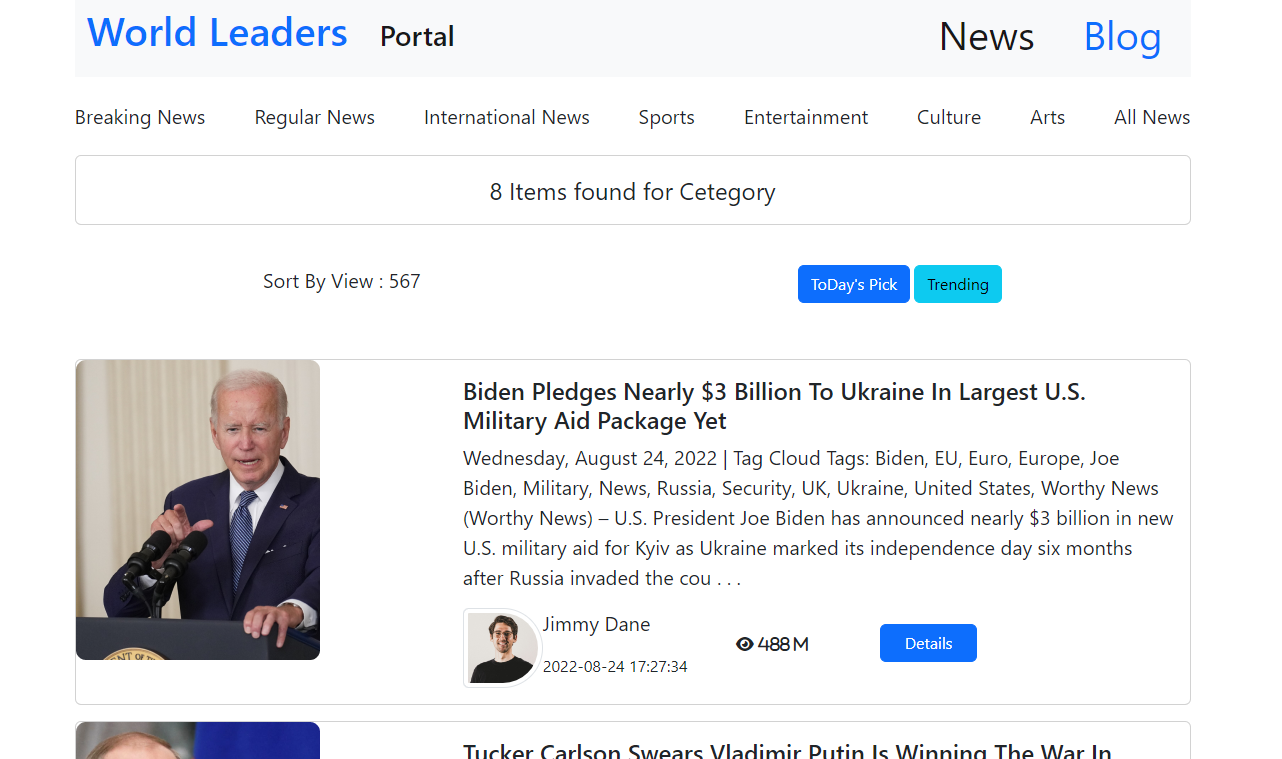 World Leaders Portal News Blog
Breaking News Regular News International News Sports Entertainment Culture Arts All News
8 Items found for Cetegory
Sort By View : 567 ToDay's Pick Trending
Biden Pledges Nearly $3 Billion To Ukraine In Largest U.S.
Military Aid Package Yet
Wednesday, August 24, 2022 | Tag Cloud Tags: Biden, EU, Euro, Europe, Joe
Biden, Military, News, Russia, Security, UK, Ukraine, United States, Worthy News
(Worthy News) – U.S. President Joe Biden has announced nearly $3 billion in new
U.S. military aid for Kyiv as Ukraine marked its independence day six months
after Russia invaded the cou . . .
Jimmy Dane
488 M Details
2022-08-24 17:27:34
Tucker Carlson Swears Vladimir Putin Is Winning The War In